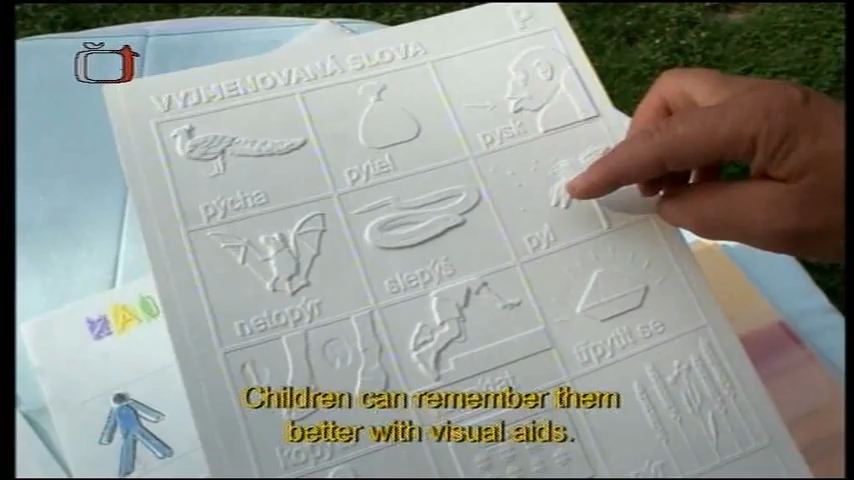 P
VYJMENOVANÁ SLOVA
pýcha
pytel
pysk
netopýr
slepýš
pyl
třpytit se
Children can remember them
better with visual aids.